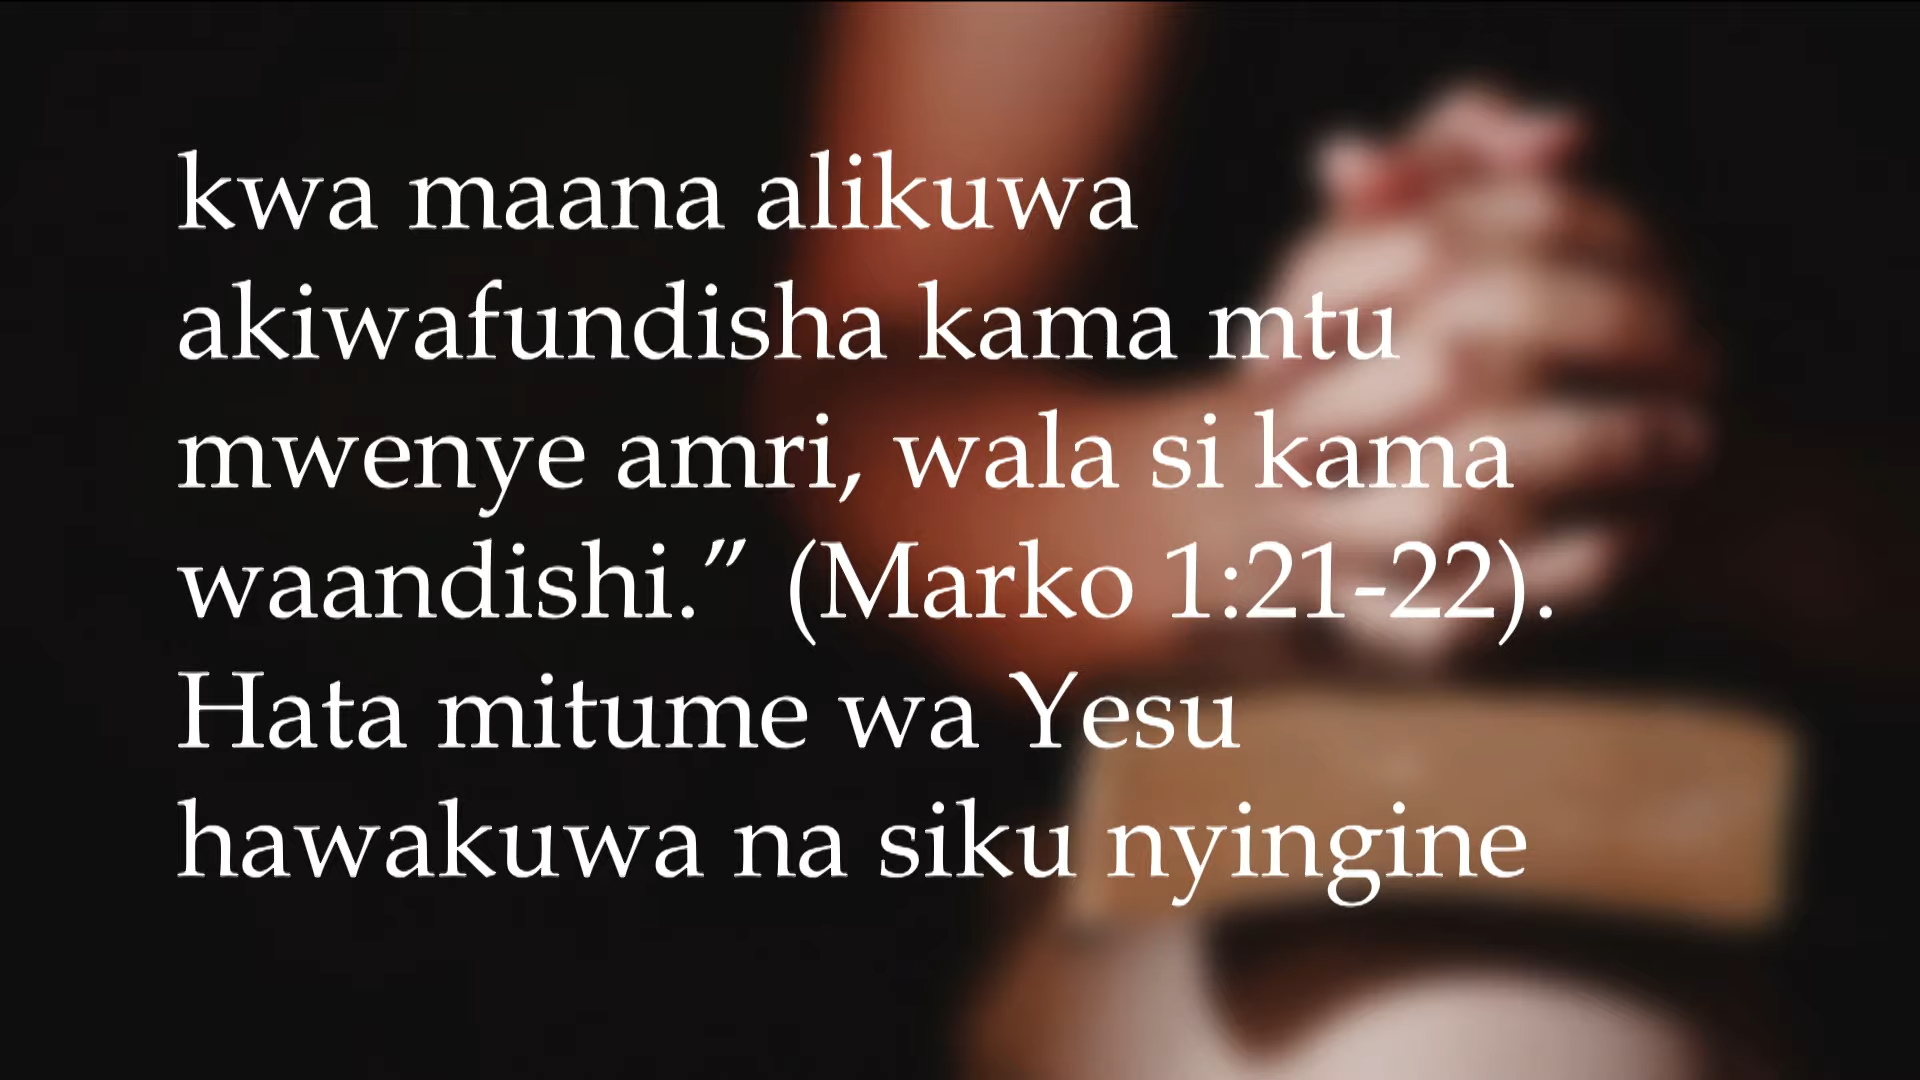 kwa maana alikuwa
akiwafundisha kama mtu
mwenye amri, wala si kama
waandishi.” (Marko 1:21-22).
Hata mitume wa Yesu
hawakuwa na siku nyingine